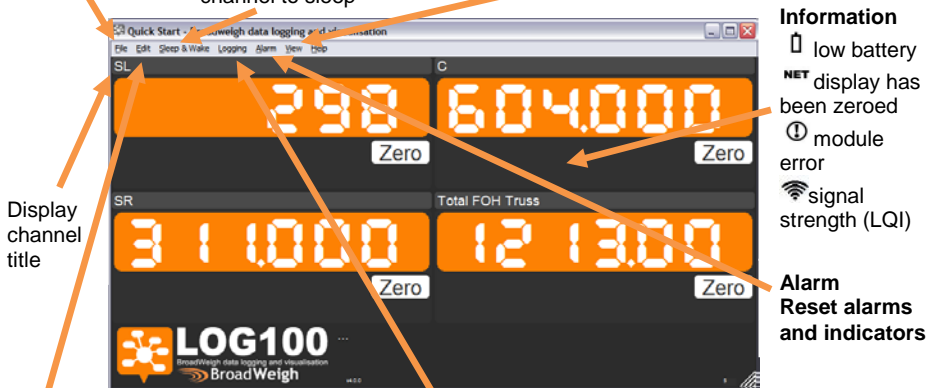 channel to sleep
Quick Start - Broadweigh data logging and visualisation
File Edit Sleep & Wake Logging Alarm View Help
SL
298
Zero
C
604.000
Zero
SR
311.000
Zero
Total FOH Truss
1213.00
Zero
LOG100
BroadWeigh data logging and visualisation
BroadWeigh
...
v4.0.0
Display
channel
title
Information
low battery
NET display has
been zeroed
module
error
signal
strength (LQI)
Alarm
Reset alarms
and indicators